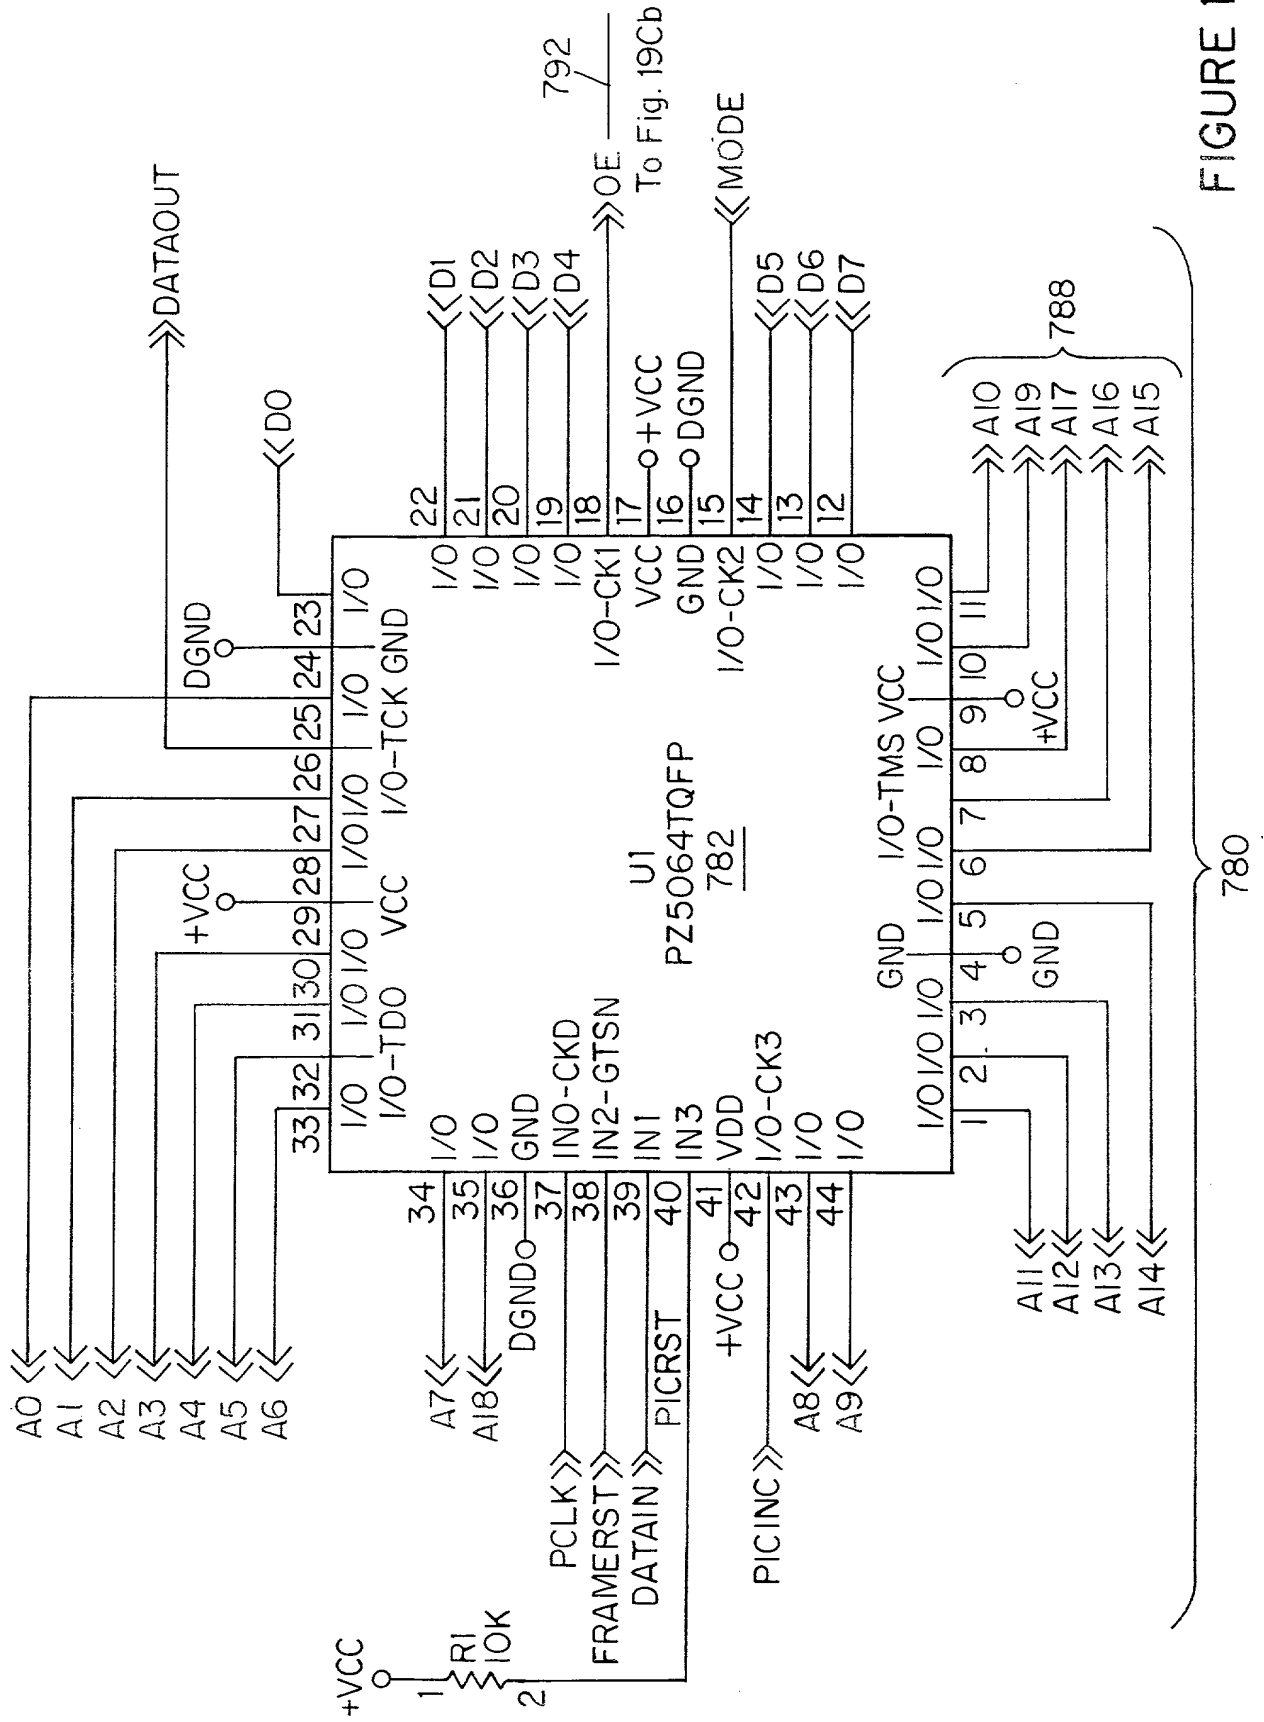 A0
A1
A2
A3
A4
A5
A6
+VCC
DGND
DATAOUT
D0
33
32
31
30
29
28
27
26
25
24
23
I/O
I/O-TDO
I/O
I/O
VCC
I/O
I/O
I/O-TCK
I/O
GND
I/O
A7
34
I/O
A18
35
I/O
DGND
36
GND
PCLK
37
IN0-CKD
FRAMERST
38
IN2-GTSN
DATAIN
39
IN1
PICRST
40
IN3
+VCC
41
VDD
PICINC
42
I/O-CK3
A8
43
I/O
A9
44
I/O
+VCC
1
R1
10K
2
U1
PZ5064TQFP
782
I/O
22
D1
I/O
21
D2
I/O
20
D3
I/O
19
D4
I/O-CK1
18
OE
792
To Fig. 19Cb
VCC
17
+VCC
GND
16
DGND
I/O-CK2
15
MODE
I/O
14
D5
I/O
13
D6
I/O
12
D7
I/O
I/O
I/O
GND
I/O
I/O
I/O-TMS
I/O
VCC
I/O
I/O
1
2
3
4
5
6
7
8
9
10
11
GND
+VCC
A11
A12
A13
A14
A10
A19
A17
A16
A15
788
780
FIGURE